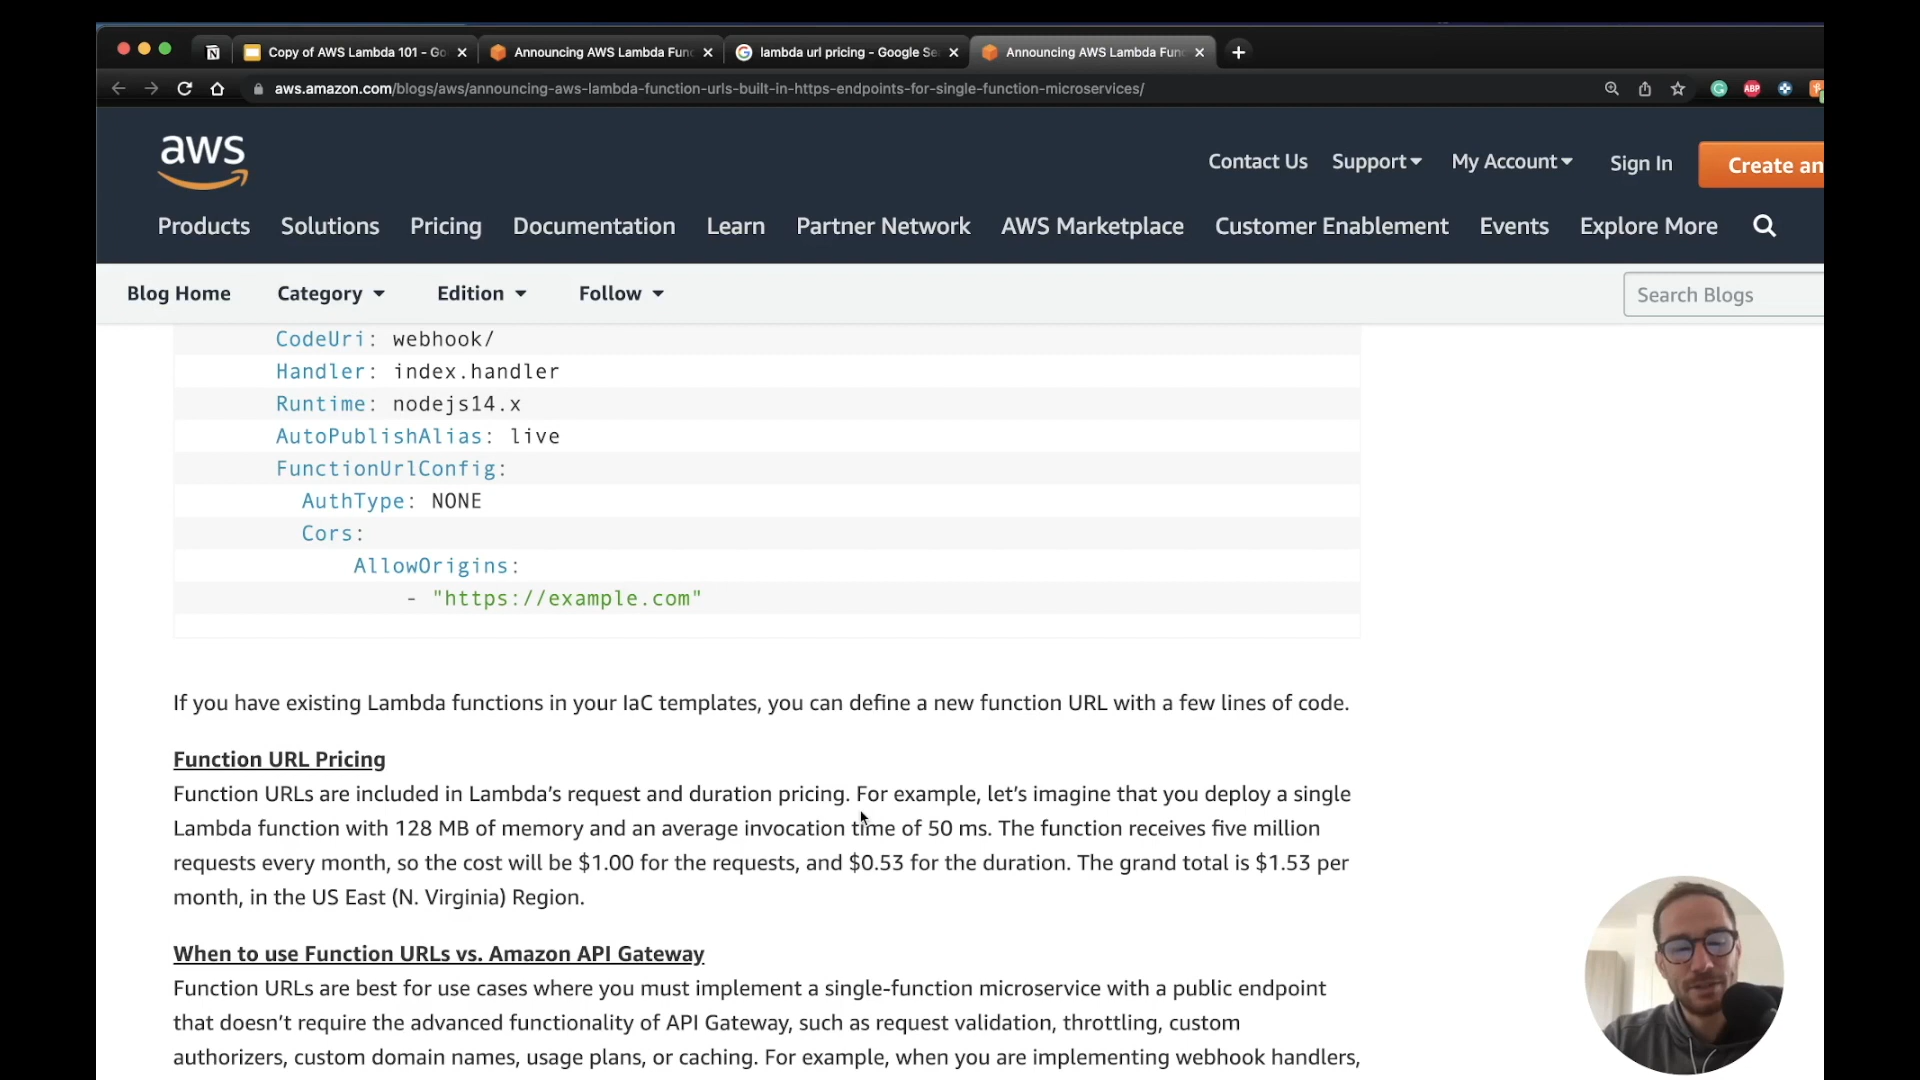 Copy of AWS Lambda 101 - Go
Announcing AWS Lambda Func
lambda url pricing - Google Se
Announcing AWS Lambda Func
aws.amazon.com/blogs/aws/announcing-aws-lambda-function-urls-built-in-https-endpoints-for-single-function-microservices/
ABP
aws
Contact Us Support My Account Sign In Create an
Products Solutions Pricing Documentation Learn Partner Network AWS Marketplace Customer Enablement Events Explore More
Blog Home Category Edition Follow Search Blogs
CodeUri: webhook/
Handler: index.handler
Runtime: nodejs14.x
AutoPublishAlias: live
FunctionUrlConfig:
AuthType: NONE
Cors:
AllowOrigins:
- "https://example.com"
If you have existing Lambda functions in your IaC templates, you can define a new function URL with a few lines of code.
Function URL Pricing
Function URLs are included in Lambda’s request and duration pricing. For example, let’s imagine that you deploy a single
Lambda function with 128 MB of memory and an average invocation time of 50 ms. The function receives five million
requests every month, so the cost will be $1.00 for the requests, and $0.53 for the duration. The grand total is $1.53 per
month, in the US East (N. Virginia) Region.
When to use Function URLs vs. Amazon API Gateway
Function URLs are best for use cases where you must implement a single-function microservice with a public endpoint
that doesn’t require the advanced functionality of API Gateway, such as request validation, throttling, custom
authorizers, custom domain names, usage plans, or caching. For example, when you are implementing webhook handlers,